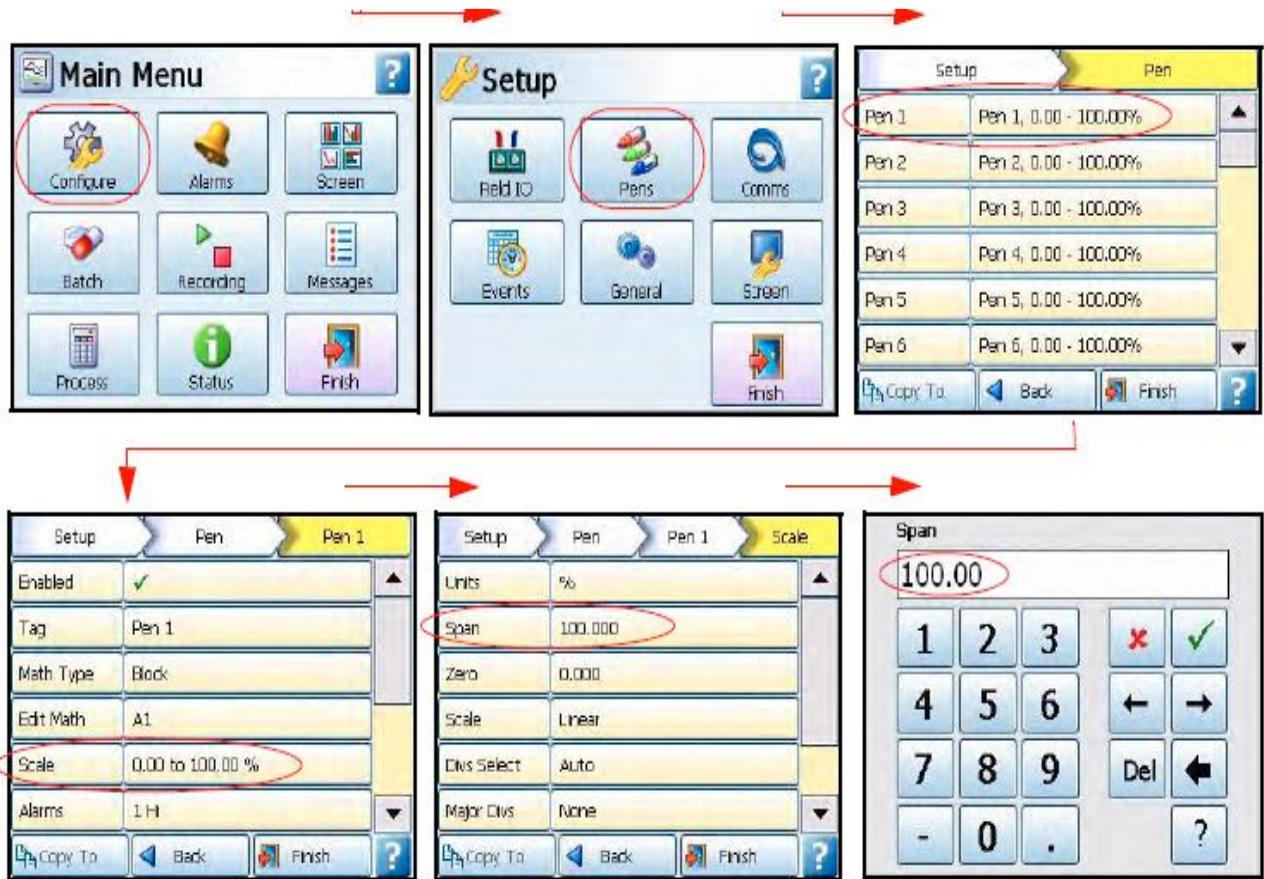 Main Menu ?
Configure Alarms Screen
Batch Recording Messages
Process Status Finish
Setup ?
Field IO Pens Comms
Events General Screen
Finish
Setup Pen
Pen 1 Pen 1, 0.00 - 100.00%
Pen 2 Pen 2, 0.00 - 100.00%
Pen 3 Pen 3, 0.00 - 100.00%
Pen 4 Pen 4, 0.00 - 100.00%
Pen 5 Pen 5, 0.00 - 100.00%
Pen 6 Pen 6, 0.00 - 100.00%
Copy To Back Finish ?
Setup Pen Pen 1
Enabled ✓
Tag Pen 1
Math Type Block
Edit Math A1
Scale 0.00 to 100.00 %
Alarms 1 Hi
Copy To Back Finish ?
Setup Pen Pen 1 Scale
Units %
Span 100.000
Zero 0.000
Scale Linear
Divs Select Auto
Major Divs None
Copy To Back Finish ?
Span
100.00
1 2 3 ✗ ✓
4 5 6 ← →
7 8 9 Del 🡄
- 0 . ?